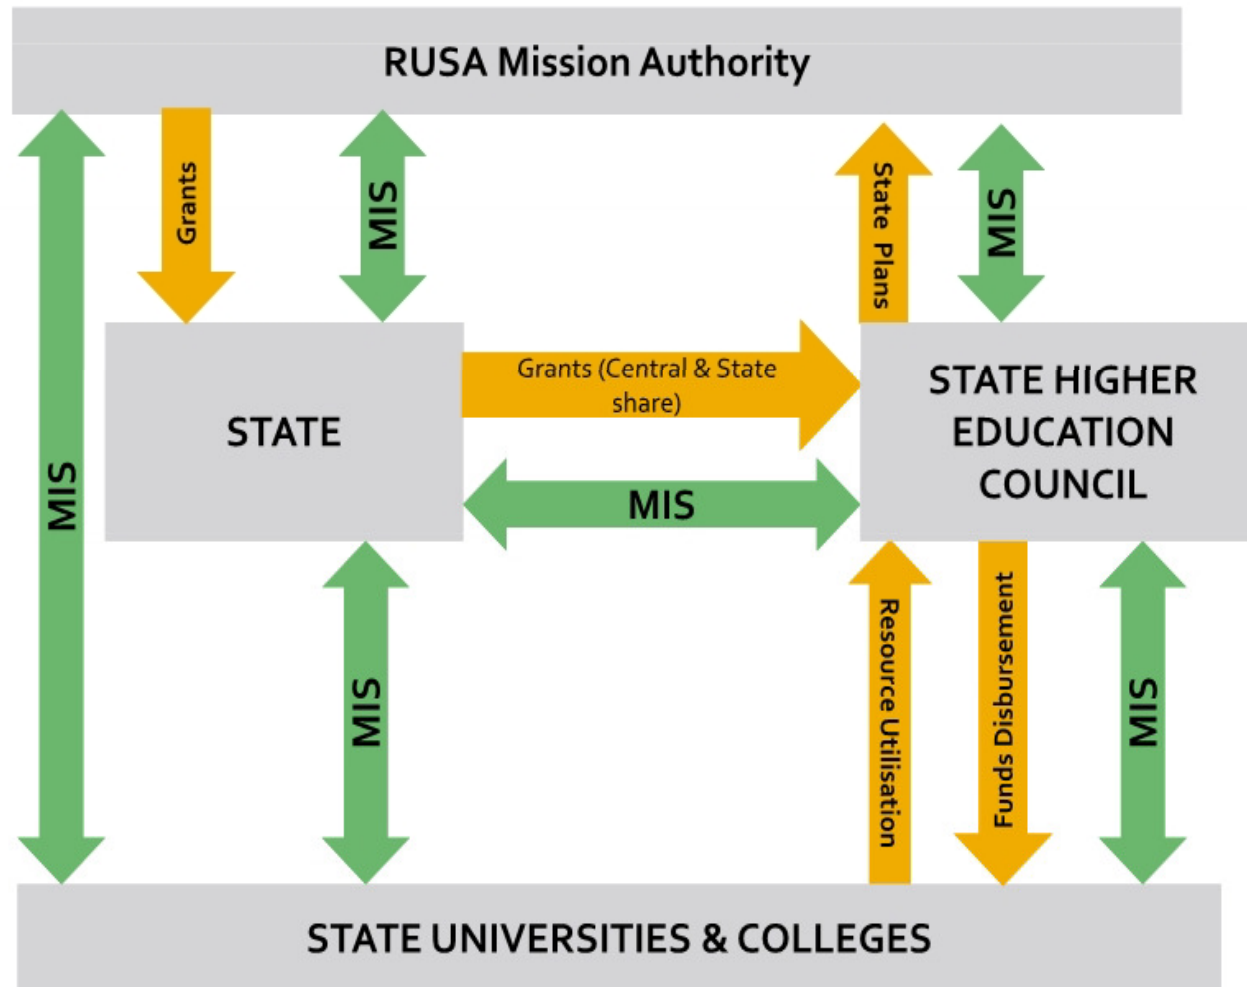 RUSA Mission Authority
Grants
MIS
State Plans
MIS
MIS
STATE
Grants (Central & State
share)
STATE HIGHER
EDUCATION
COUNCIL
MIS
MIS
Resource Utilisation
Funds Disbursement
MIS
STATE UNIVERSITIES & COLLEGES